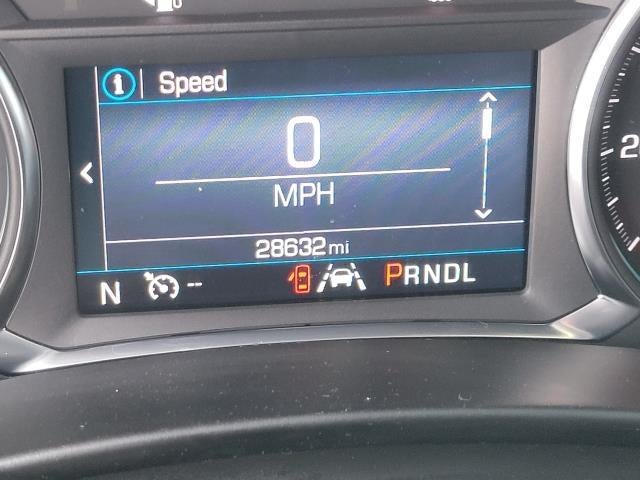 i Speed
0
MPH
28632 mi
N -- PRNDL